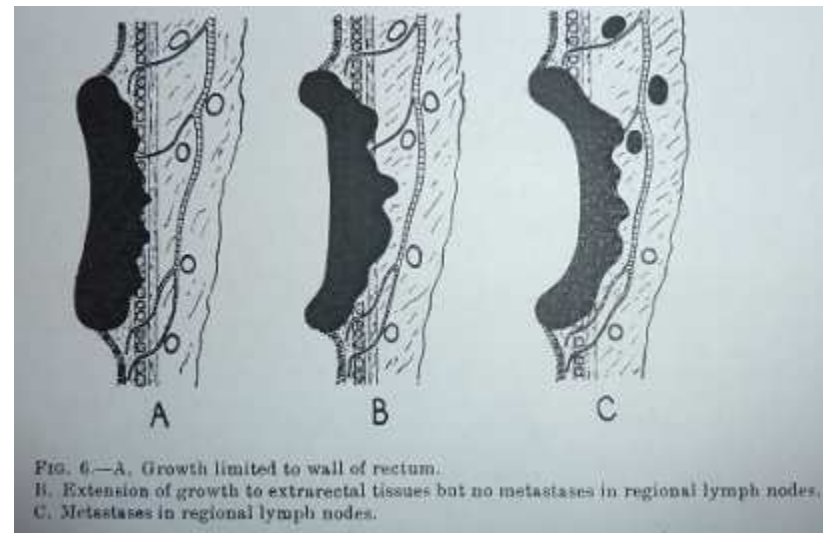 A B C
FIG. 6.—A. Growth limited to wall of rectum.
B. Extension of growth to extrarectal tissues but no metastases in regional lymph nodes.
C. Metastases in regional lymph nodes.